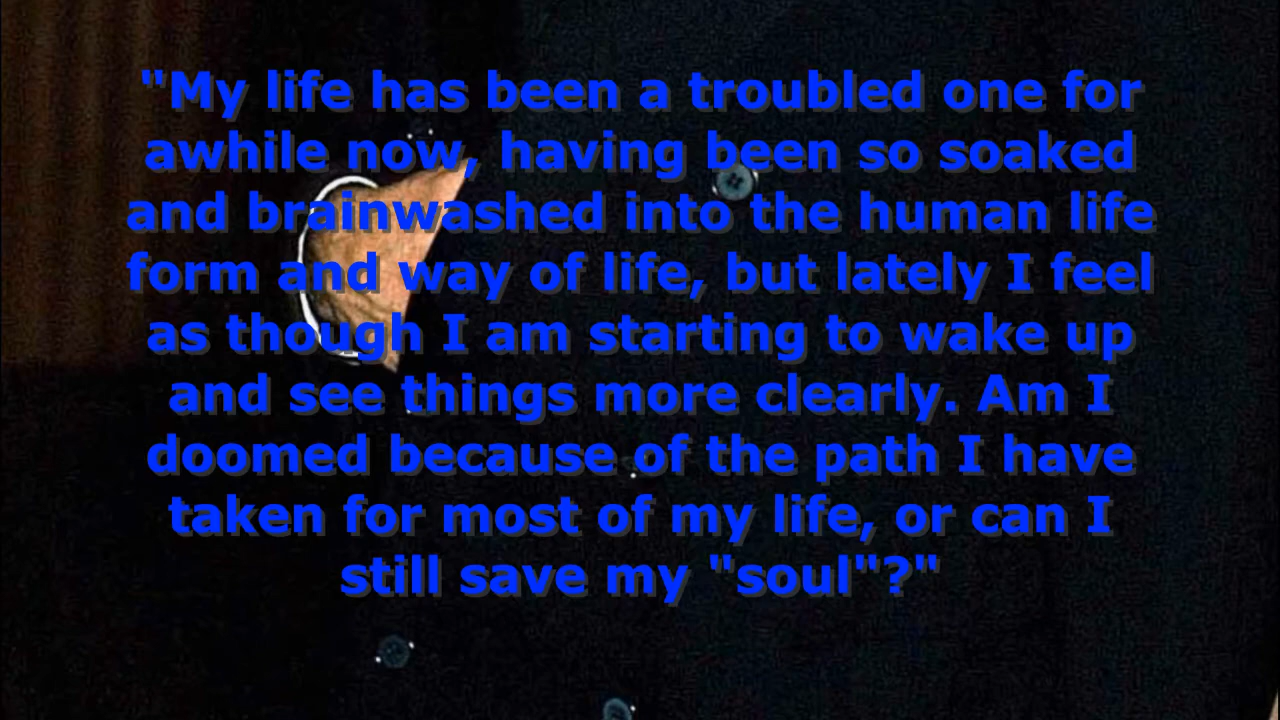 "My life has been a troubled one for
awhile now, having been so soaked
and brainwashed into the human life
form and way of life, but lately I feel
as though I am starting to wake up
and see things more clearly. Am I
doomed because of the path I have
taken for most of my life, or can I
still save my "soul"?"